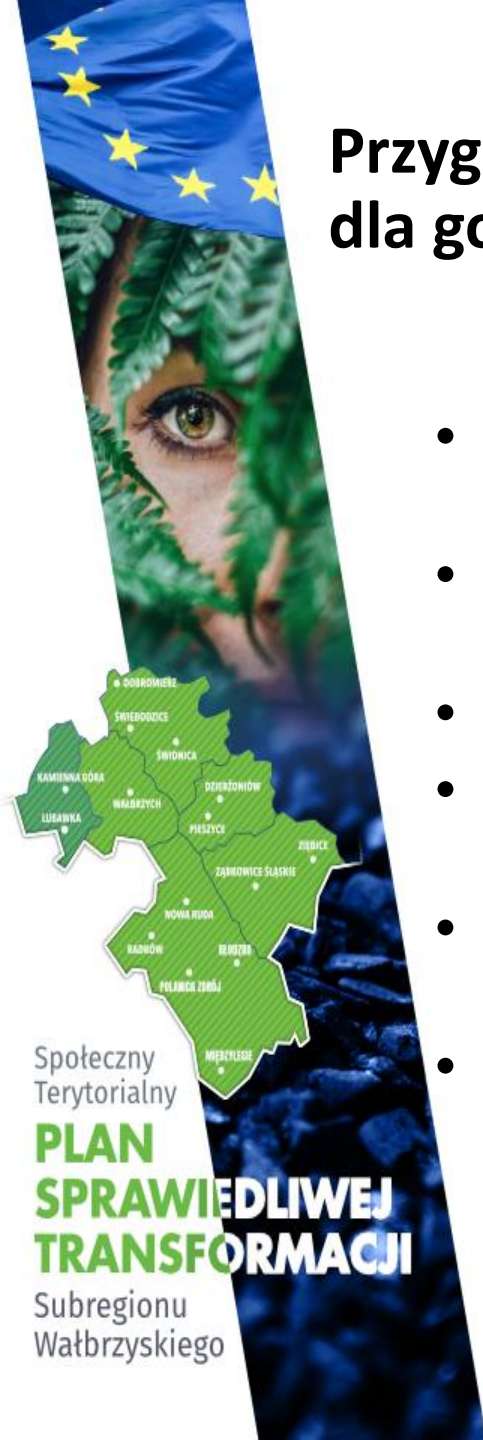 Przyg
dla go
•
•
•
•
•
•
DOBROMIERZ
ŚWIEBODZICE
ŚWIDNICA
KAMIENNA GÓRA
DZIERŻONIÓW
WAŁBRZYCH
LUBAWKA
PIESZYCE
ZIĘBICE
ZĄBKOWICE ŚLĄSKIE
NOWA RUDA
RADKÓW
KŁODZKO
POLANICA ZDRÓJ
MIĘDZYLESIE
Społeczny
Terytorialny
PLAN
SPRAWIEDLIWEJ
TRANSFORMACJI
Subregionu
Wałbrzyskiego